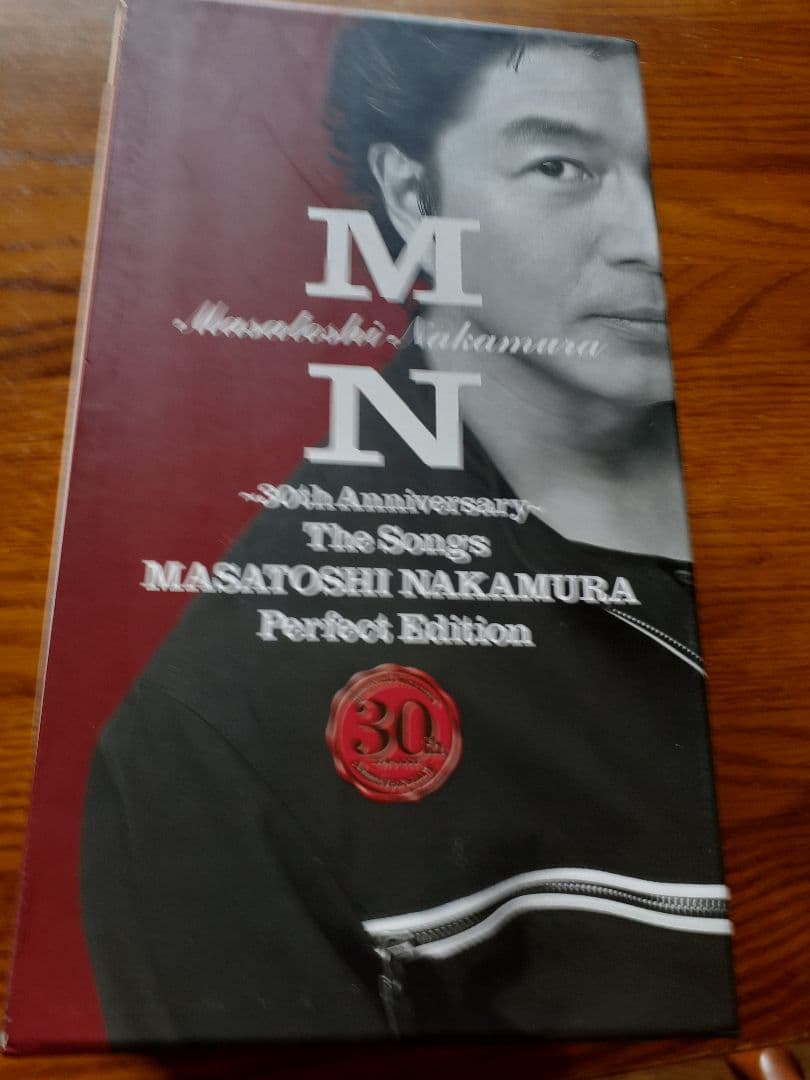 M
Masatoshi Nakamura
N
~30th Anniversary~
The Songs
MASATOSHI NAKAMURA
Perfect Edition
30th